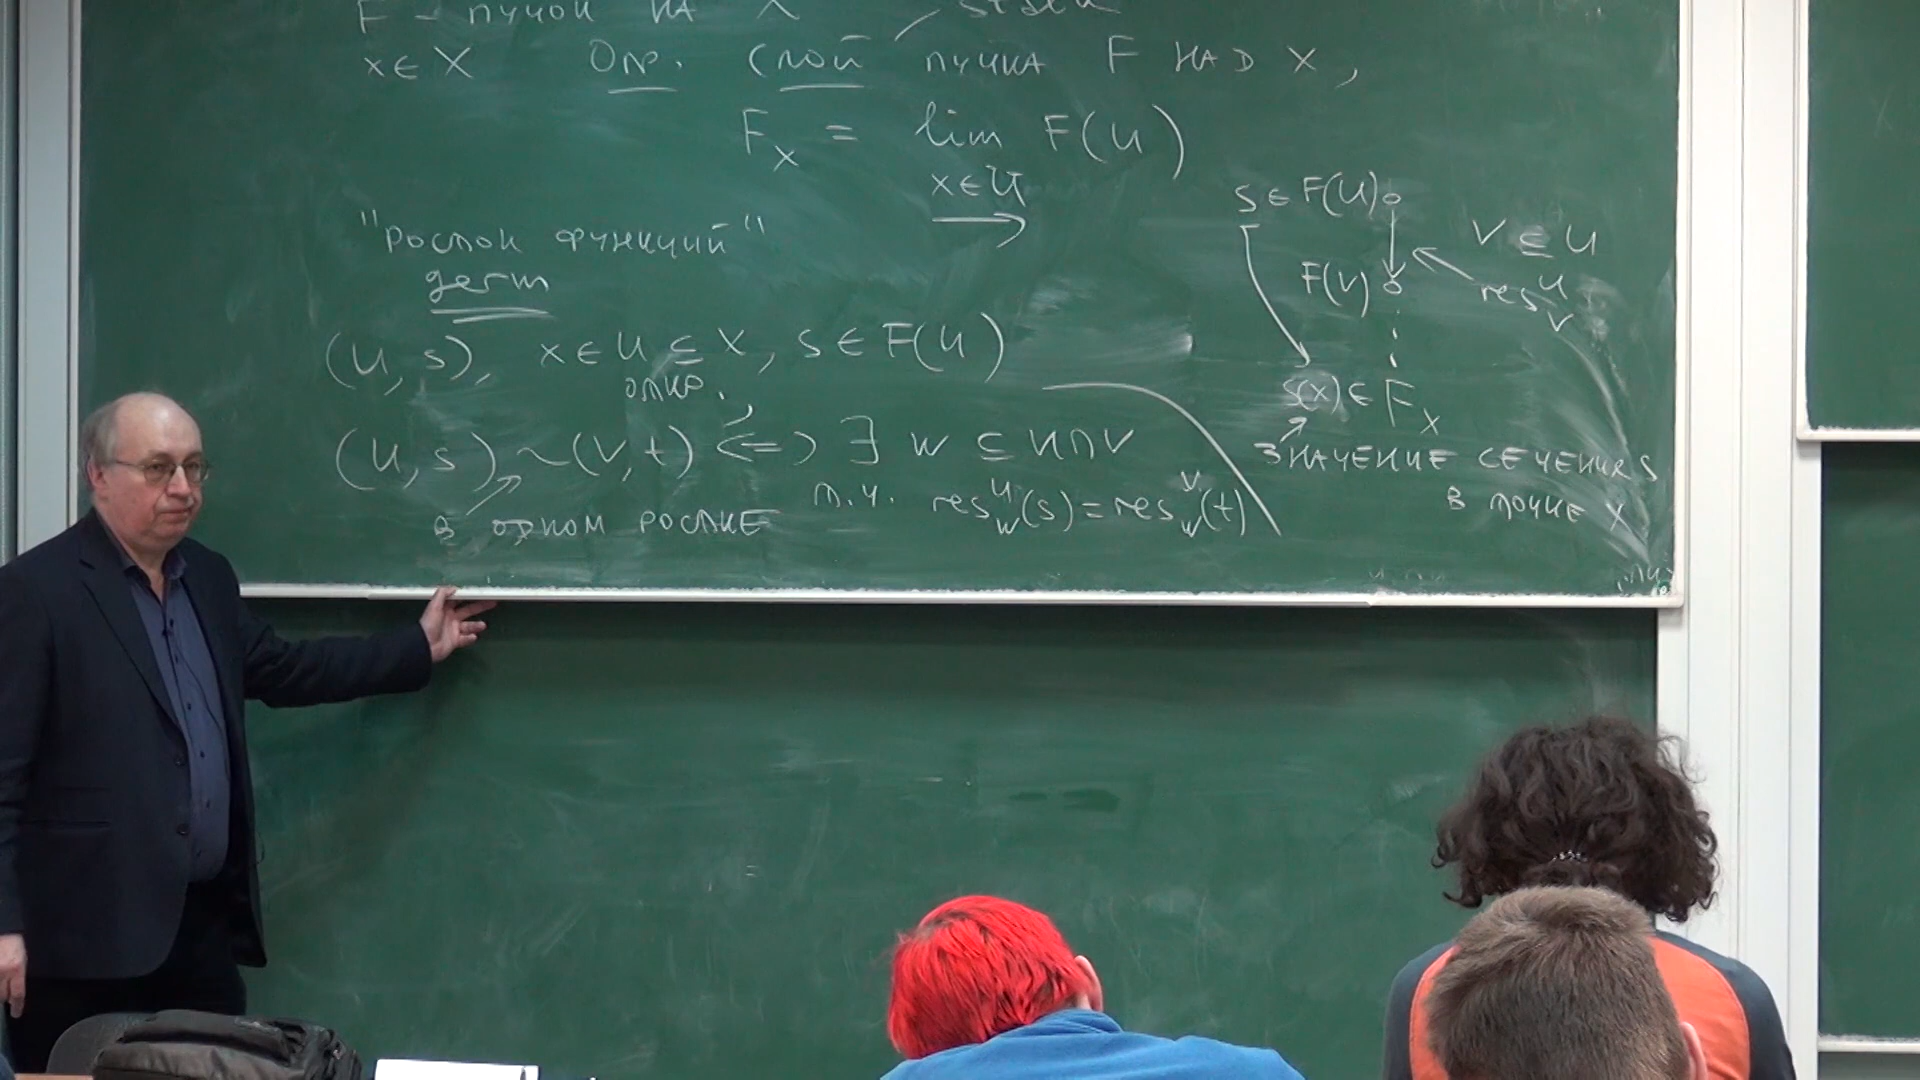 F - пучок на X
x ∈ X Опр. слой пучка F над x,
F_x = lim F(U)
x ∈ U
"росток функций"
germ
(U, s), x ∈ U ⊆ X, s ∈ F(U)
откр.
(U, s) ~ (V, t) <=> ∃ W ⊆ U ∩ V
в одном ростке
т.ч. res^U_W(s) = res^V_W(t)
s ∈ F(U)
V ⊆ U
F(V)
res^U_V
s(x) ∈ F_x
значение сечения s
в точке x